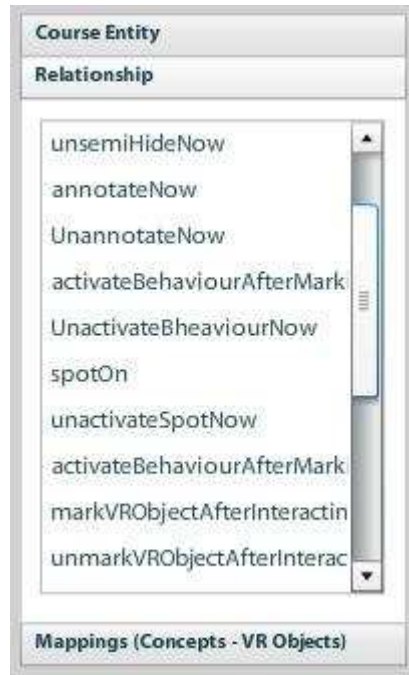 Course Entity
Relationship
unsemiHideNow
annotateNow
UnannotateNow
activateBehaviourAfterMark
UnactivateBheaviourNow
spotOn
unactivateSpotNow
activateBehaviourAfterMark
markVRObjectAfterInteractin
unmarkVRObjectAfterInterac
Mappings (Concepts - VR Objects)